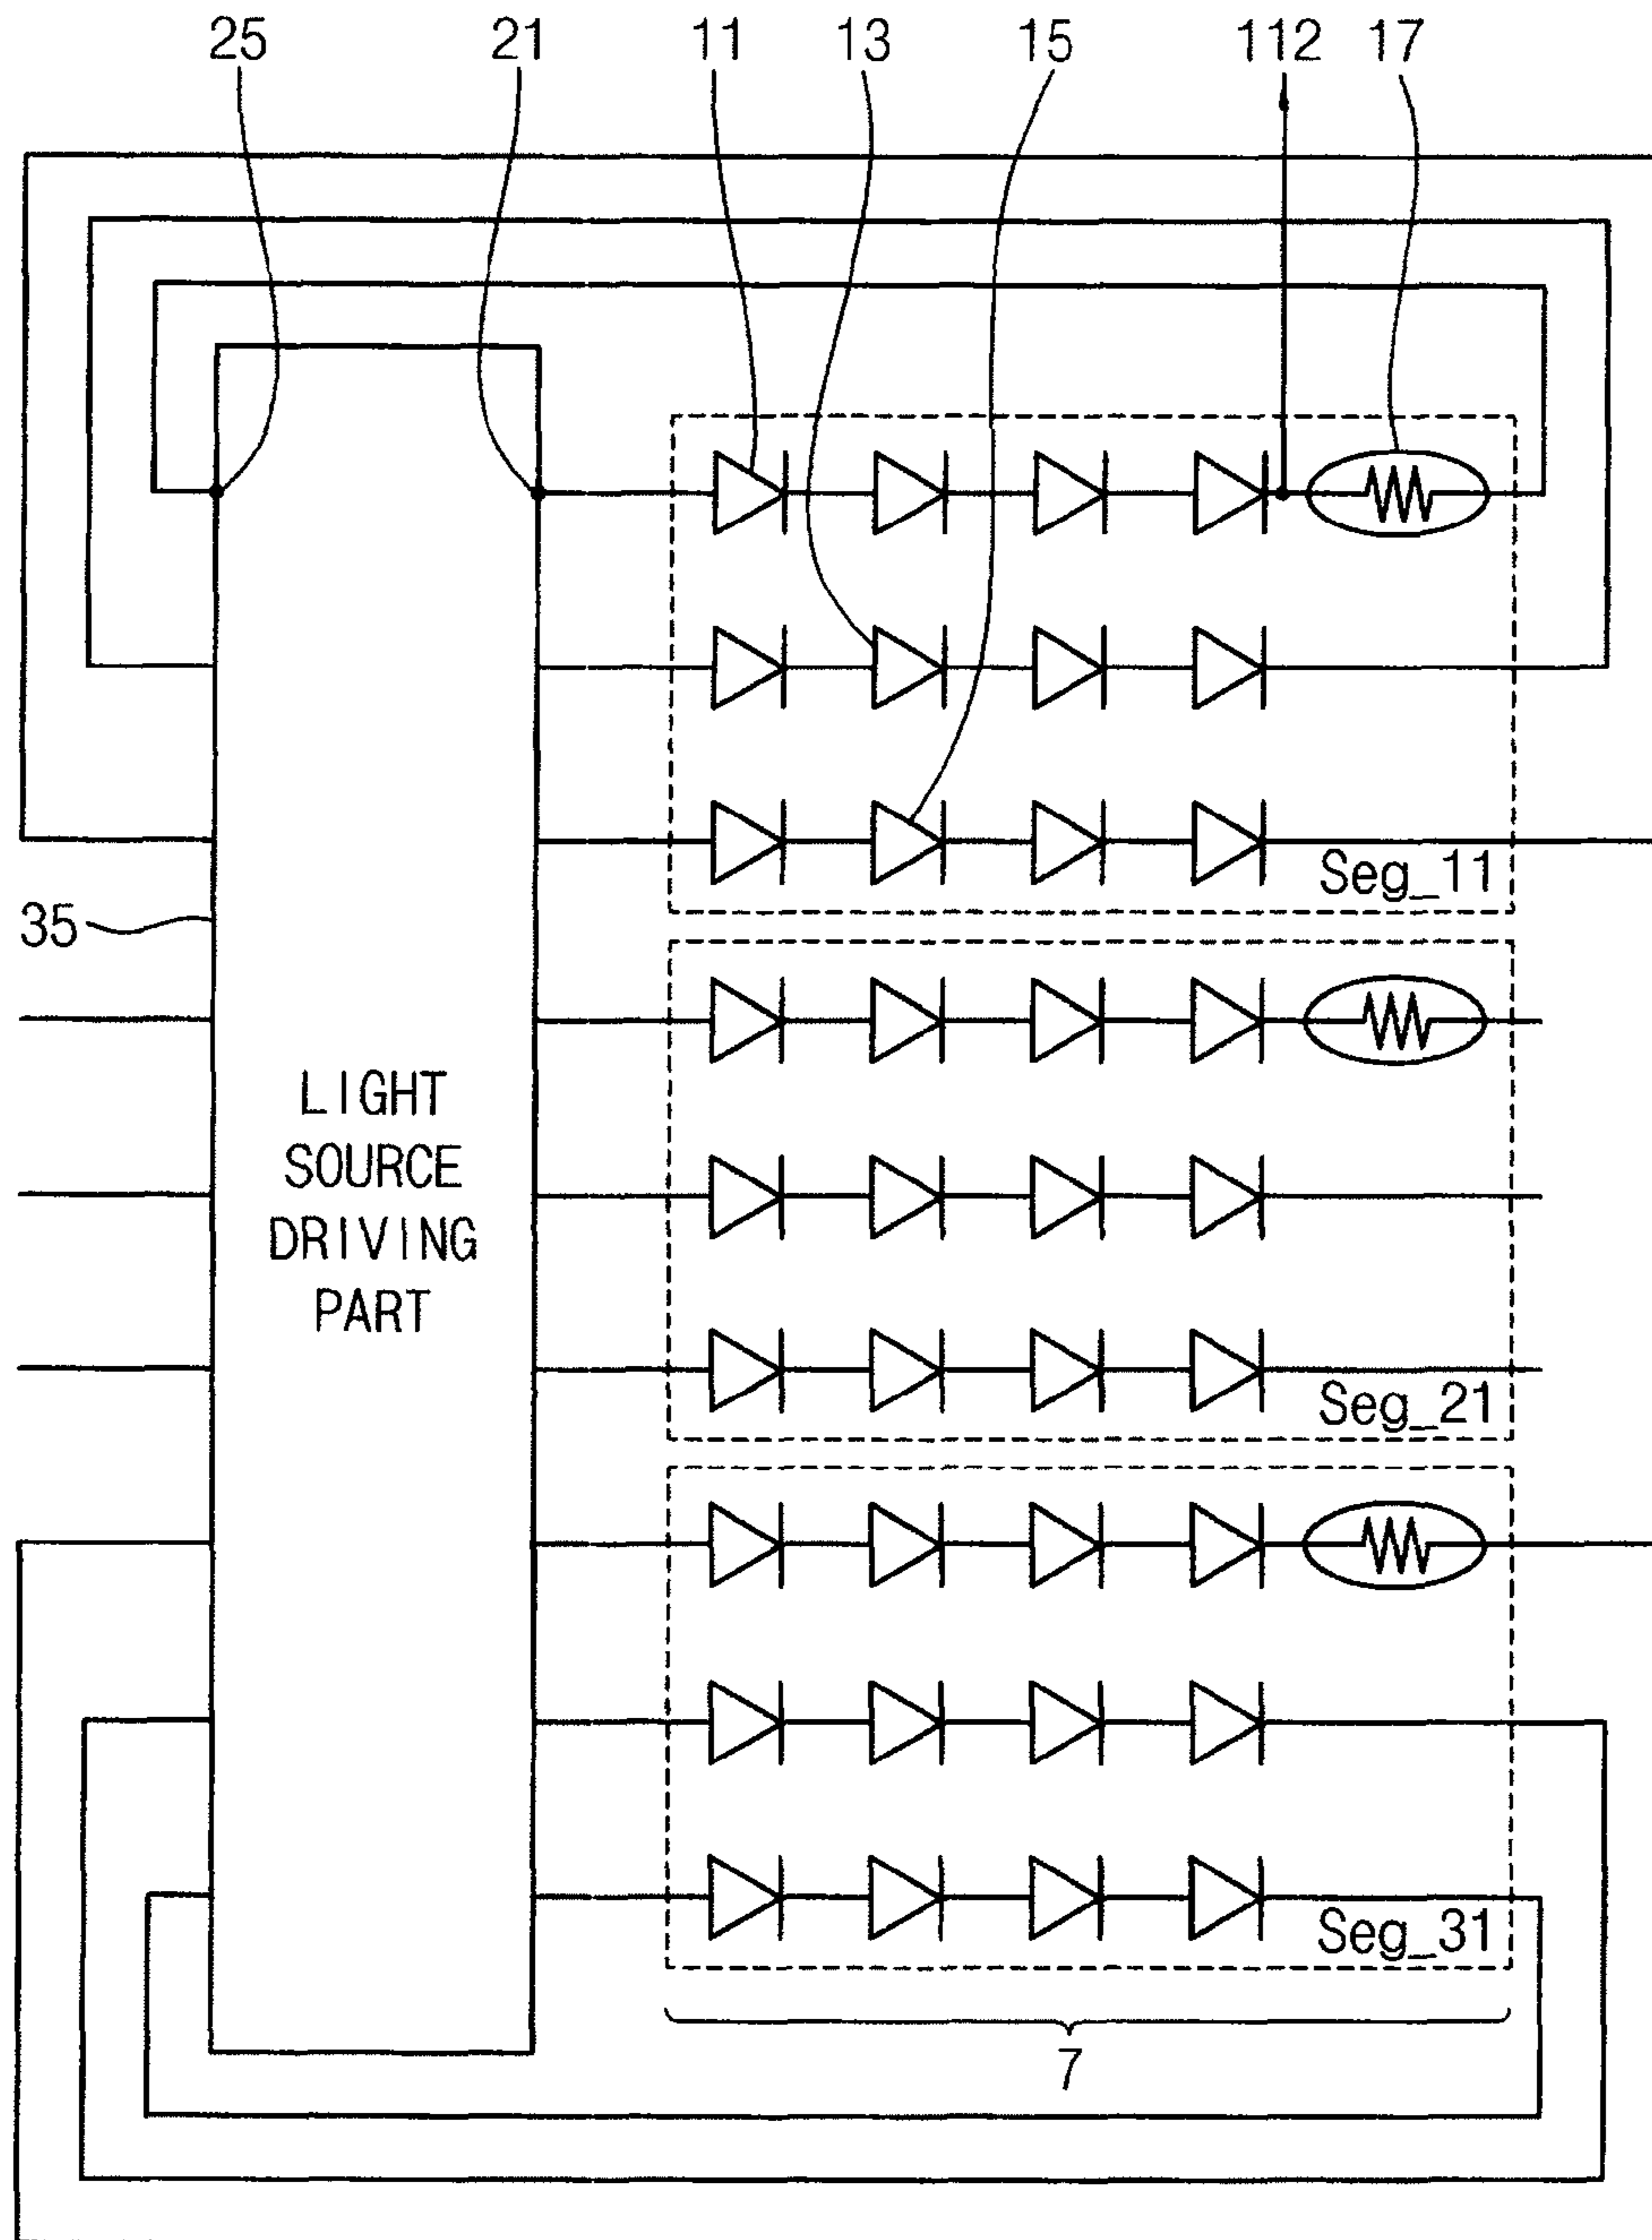 25 21 11 13 15 112 17
Seg_11
35
LIGHT
SOURCE
DRIVING
PART
Seg_21
Seg_31
7